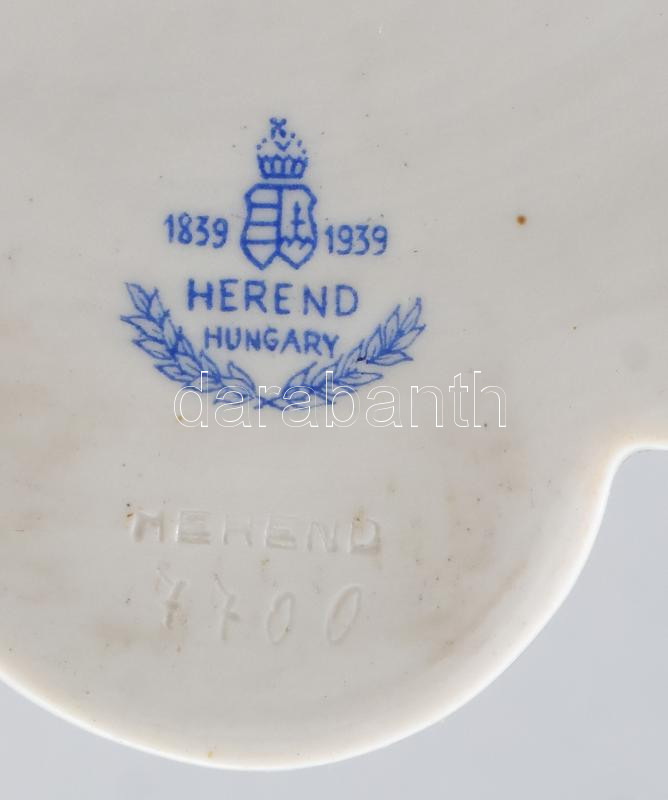 1839 1939
HEREND
HUNGARY
darabanth
HEREND
7700